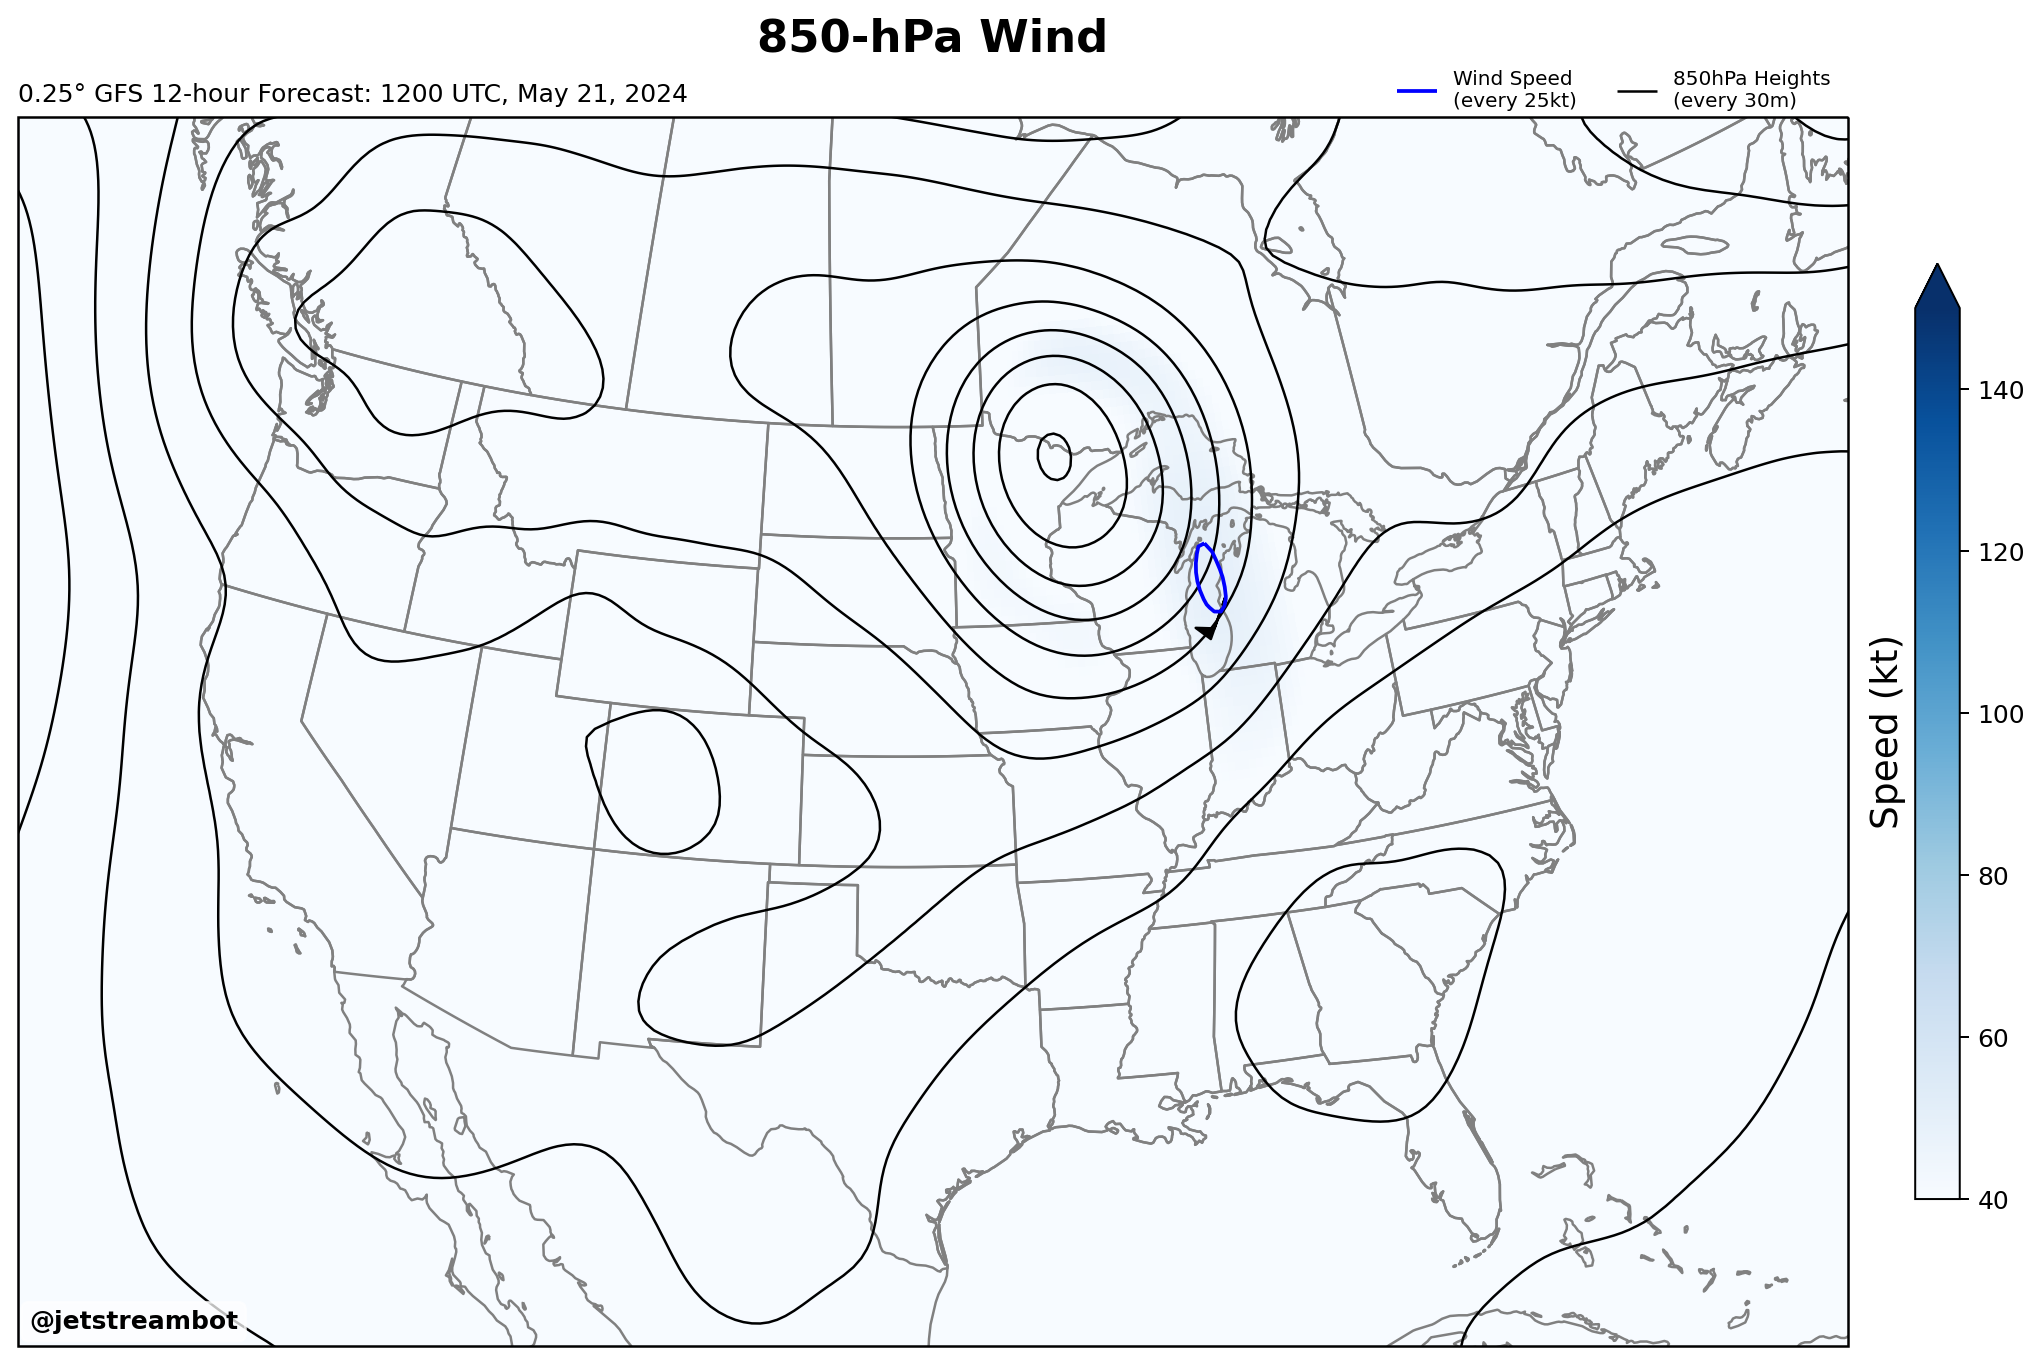 850-hPa Wind
0.25° GFS 12-hour Forecast: 1200 UTC, May 21, 2024
Wind Speed
(every 25kt)
850hPa Heights
(every 30m)
140
120
100
80
60
40
Speed (kt)
@jetstreambot